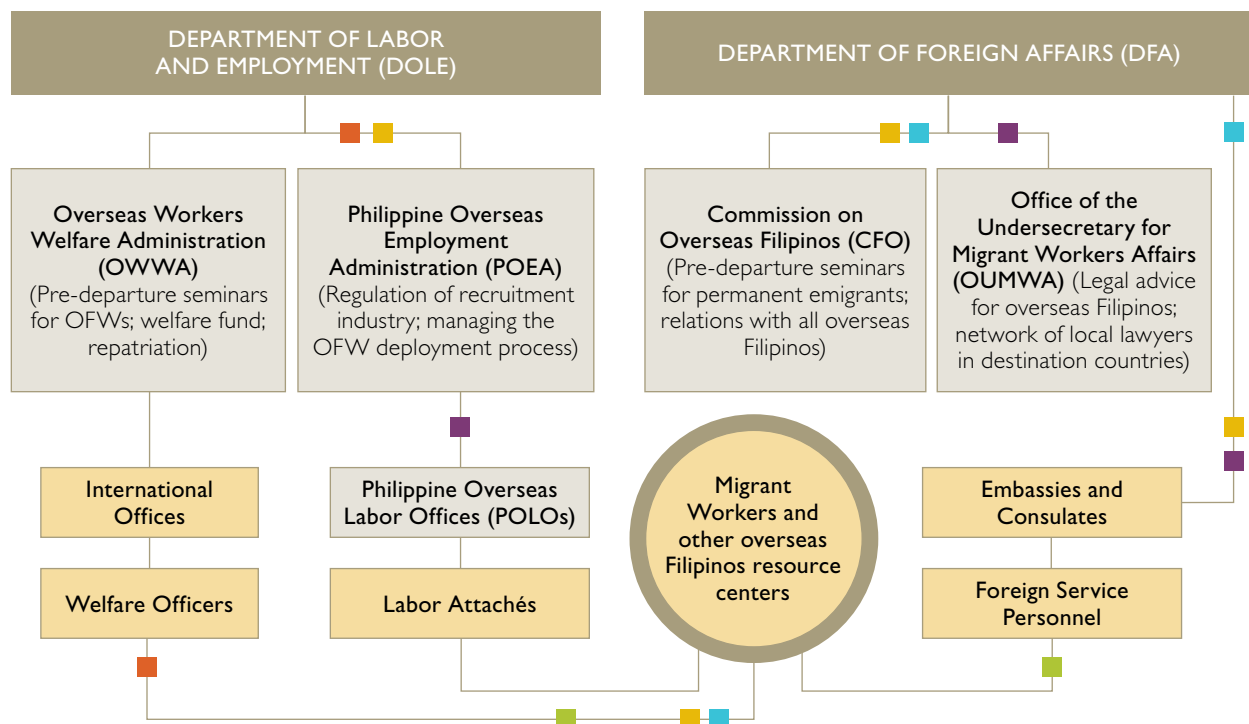 DEPARTMENT OF LABOR
AND EMPLOYMENT (DOLE)
DEPARTMENT OF FOREIGN AFFAIRS (DFA)
Overseas Workers
Welfare Administration
(OWWA)
(Pre-departure seminars
for OFWs; welfare fund;
repatriation)
Philippine Overseas
Employment
Administration (POEA)
(Regulation of recruitment
industry; managing the
OFW deployment process)
Commission on
Overseas Filipinos (CFO)
(Pre-departure seminars
for permanent emigrants;
relations with all overseas
Filipinos)
Office of the
Undersecretary for
Migrant Workers Affairs
(OUMWA) (Legal advice
for overseas Filipinos;
network of local lawyers
in destination countries)
International
Offices
Philippine Overseas
Labor Offices (POLOs)
Migrant
Workers and
other overseas
Filipinos resource
centers
Embassies and
Consulates
Welfare Officers
Labor Attachés
Foreign Service
Personnel